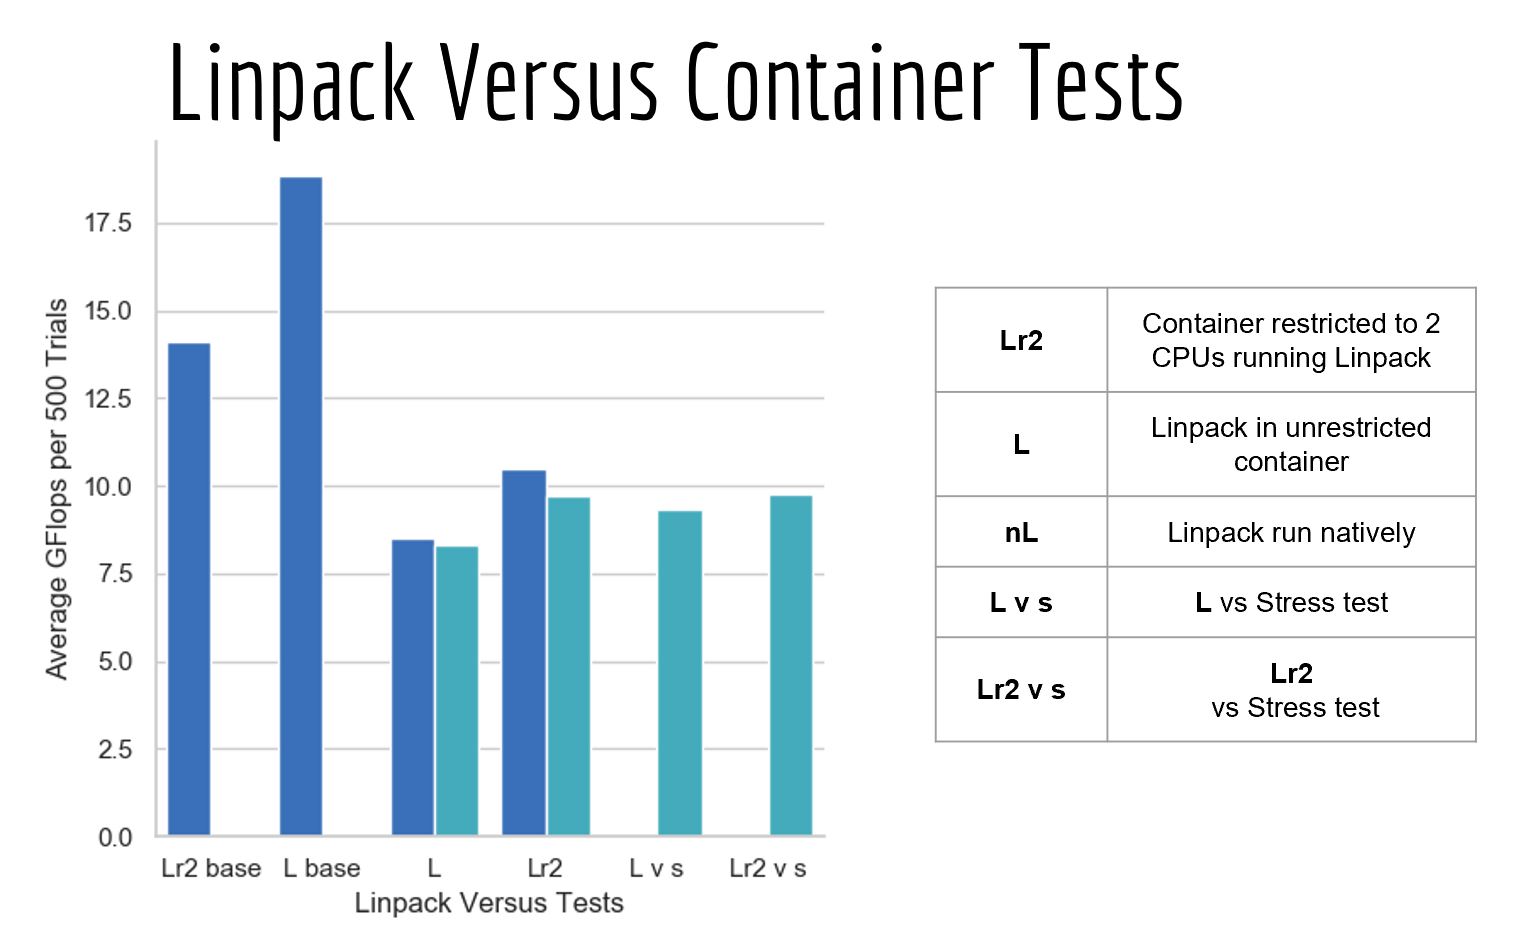 Linpack Versus Container Tests
17.5
15.0
12.5
10.0
7.5
5.0
2.5
0.0
Average GFlops per 500 Trials
Lr2 base L base L Lr2 L v s Lr2 v s
Linpack Versus Tests
Lr2
Container restricted to 2
CPUs running Linpack
L
Linpack in unrestricted
container
nL
Linpack run natively
L v s
L vs Stress test
Lr2 v s
Lr2
vs Stress test